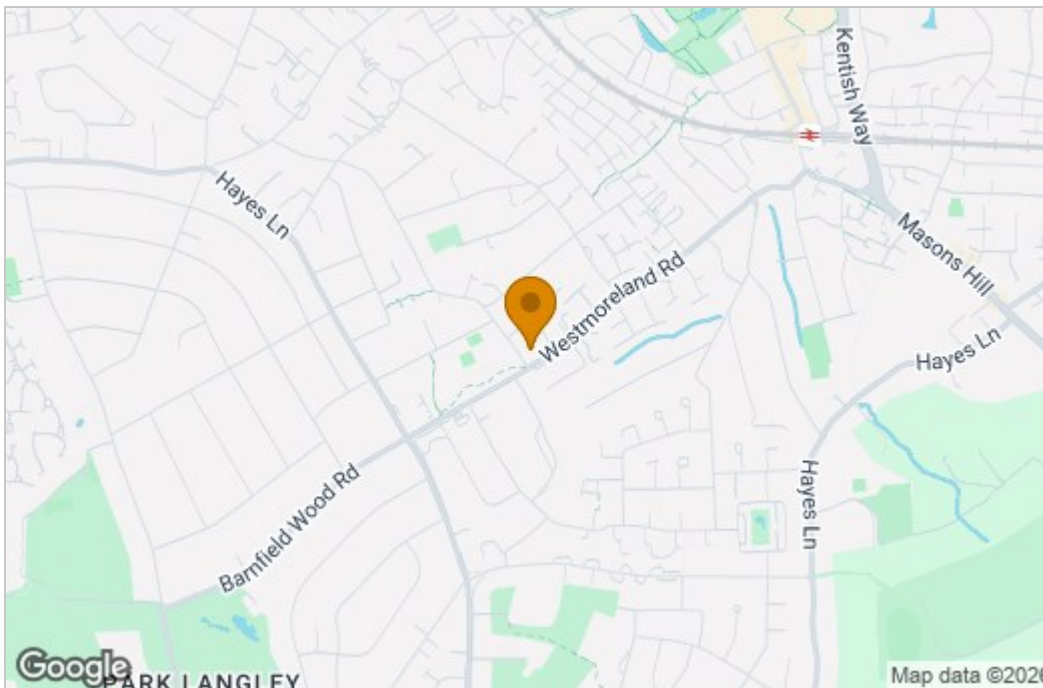 Kentish Way
Hayes Ln
Masons Hill
Westmoreland Rd
Hayes Ln
Barnfield Wood Rd
Hayes Ln
Google
PARK LANGLEY
Map data ©2026